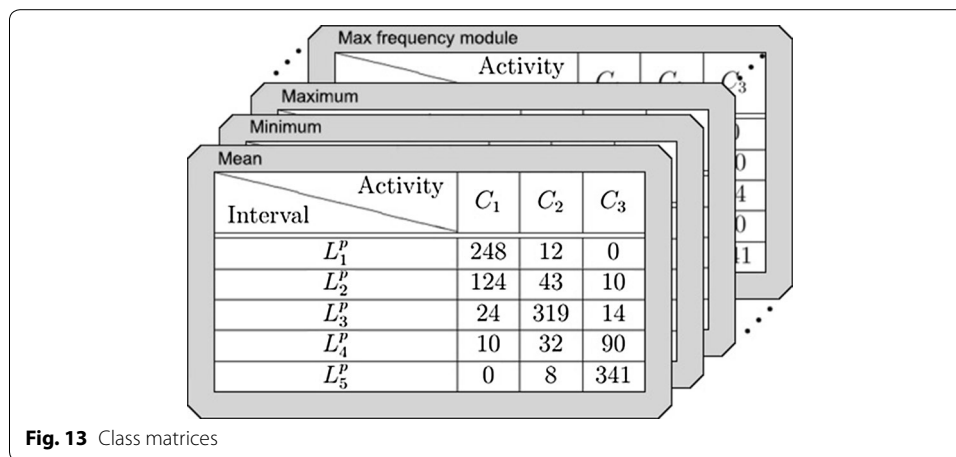 Max frequency module
Activity
C₃
Maximum
Minimum
Mean
Activity
Interval
C₁ C₂ C₃
L₁ᵖ 248 12 0
L₂ᵖ 124 43 10
L₃ᵖ 24 319 14
L₄ᵖ 10 32 90
L₅ᵖ 0 8 341
Fig. 13 Class matrices